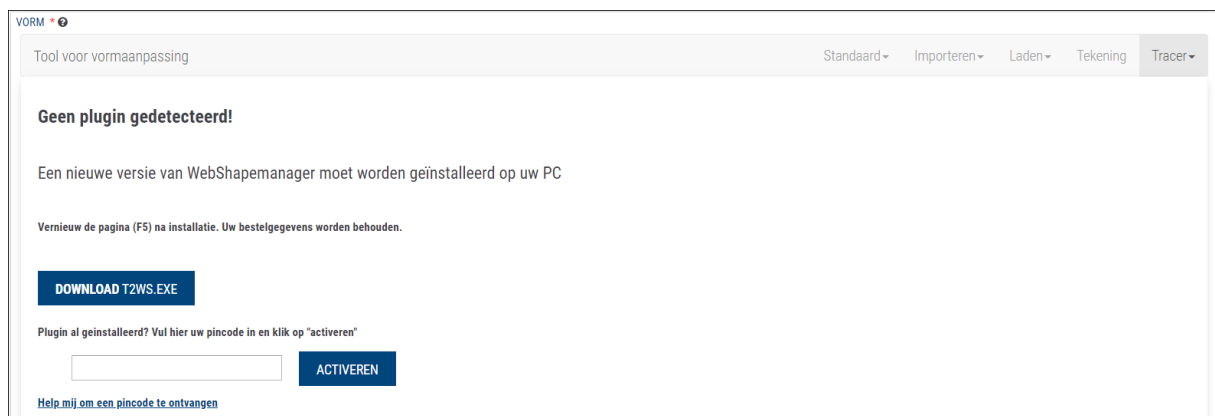 VORM *
Tool voor vormaanpassing Standaard Importeren Laden Tekening Tracer
Geen plugin gedetecteerd!
Een nieuwe versie van WebShapemanager moet worden geïnstalleerd op uw PC
Vernieuw de pagina (F5) na installatie. Uw bestelgegevens worden behouden.
DOWNLOAD T2WS.EXE
Plugin al geinstalleerd? Vul hier uw pincode in en klik op "activeren"
ACTIVEREN
Help mij om een pincode te ontvangen